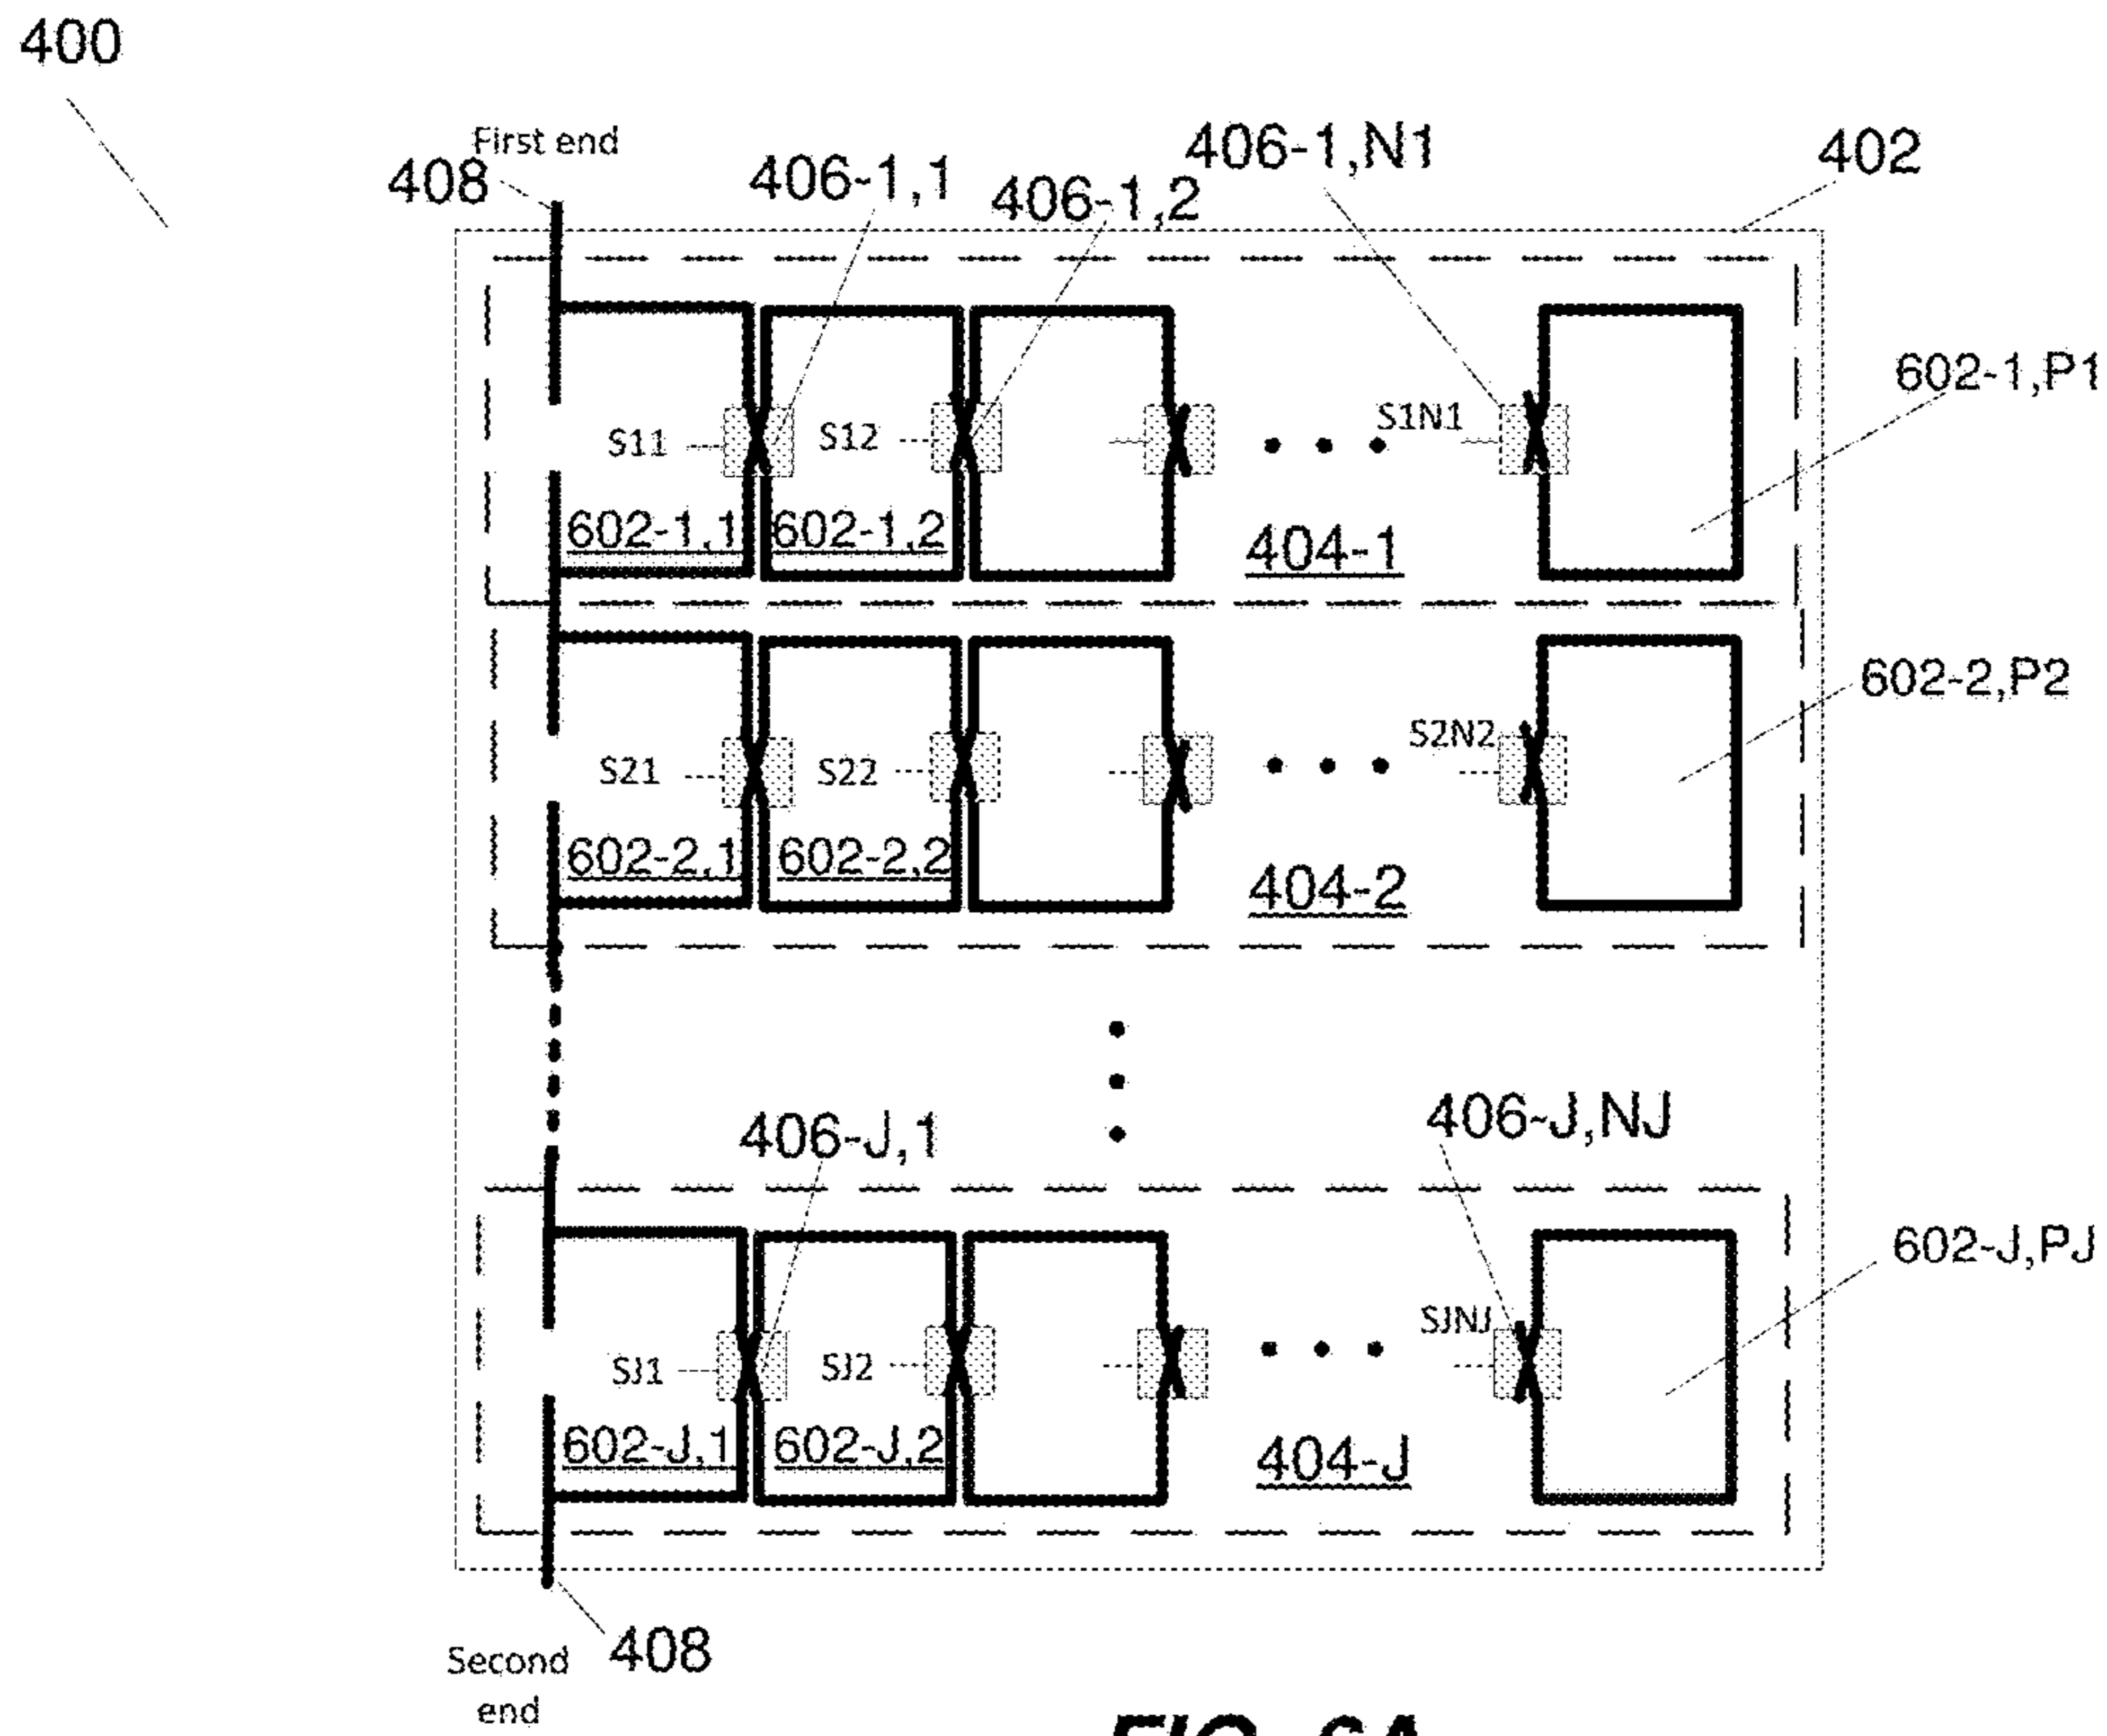 400
First end
408
406-1,1
406-1,2
406-1,N1
402
602-1,P1
S11
S12
S1N1
602-1,1
602-1,2
404-1
602-2,P2
S21
S22
S2N2
602-2,1
602-2,2
404-2
406-J,1
406-J,NJ
602-J,PJ
SJ1
SJ2
SJNJ
602-J,1
602-J,2
404-J
408
Second
end
FIG. 6A